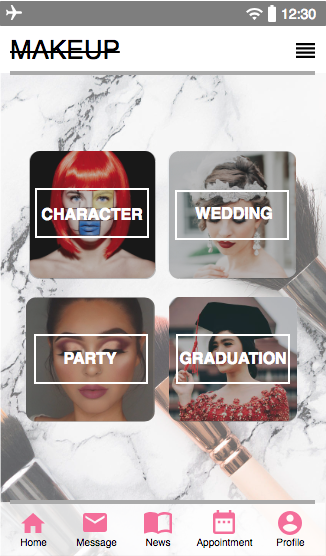 12:30
MAKEUP
CHARACTER
WEDDING
PARTY
GRADUATION
Home Message News Appointment Profile